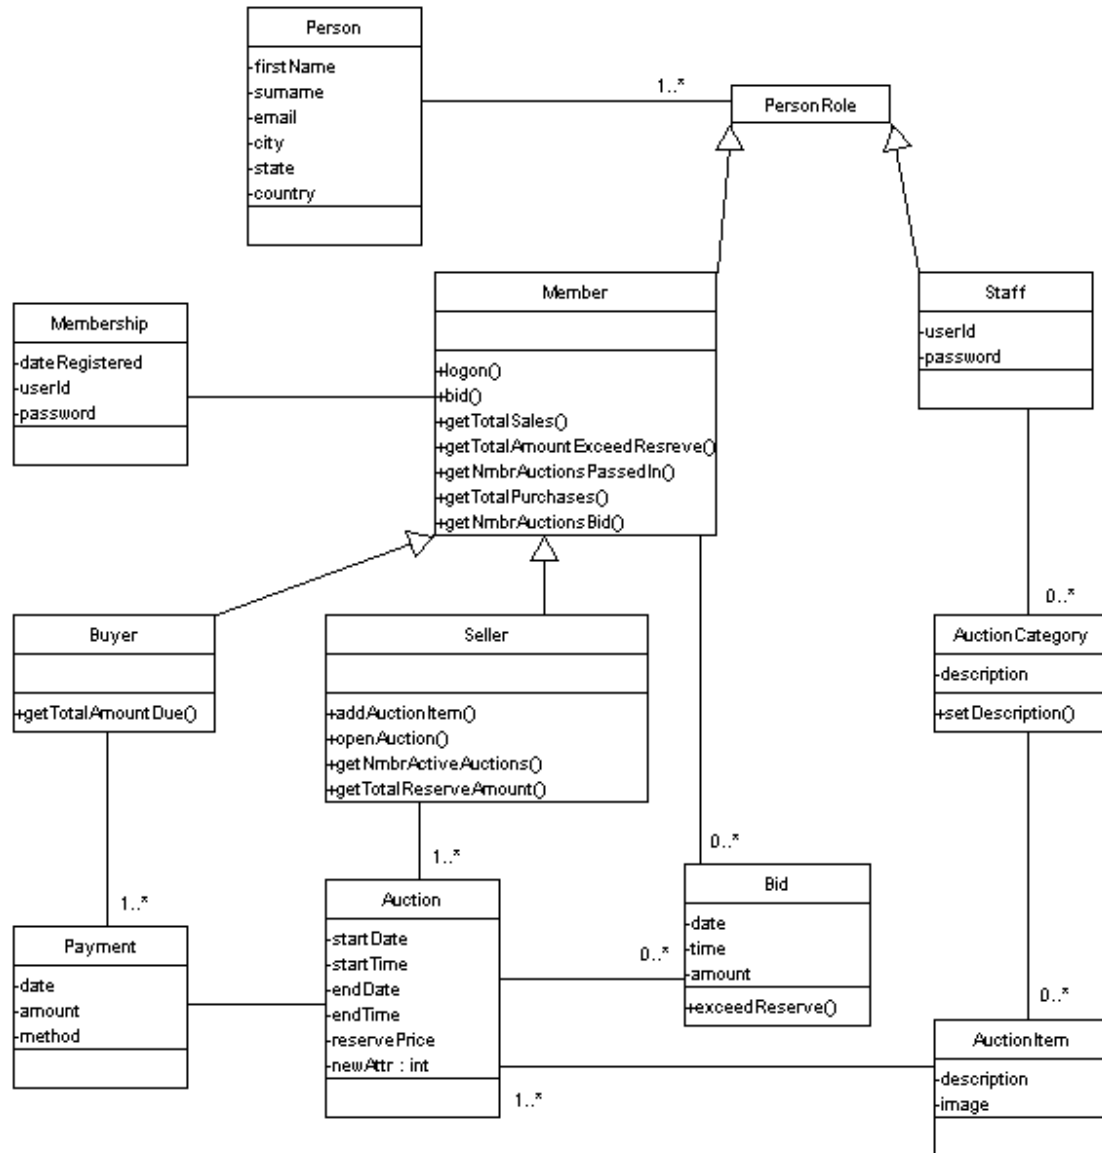 Person
-firstName
-surname
-email
-city
-state
-country
1..*
PersonRole
Membership
-dateRegistered
-userId
-password
Member
+logon()
+bid()
+getTotalSales()
+getTotalAmountExceedResreve()
+getNmbrAuctionsPassedIn()
+getTotalPurchases()
+getNmbrAuctionsBid()
Staff
-userId
-password
Buyer
+getTotalAmountDue()
Seller
+addAuctionItem()
+openAuction()
+getNmbrActiveAuctions()
+getTotalReserveAmount()
0..*
AuctionCategory
-description
+setDescription()
1..*
Payment
-date
-amount
-method
1..*
Auction
-startDate
-startTime
-endDate
-endTime
-reservePrice
-newAttr : int
0..*
0..*
Bid
-date
-time
-amount
+exceedReserve()
1..*
0..*
AuctionItem
-description
-image